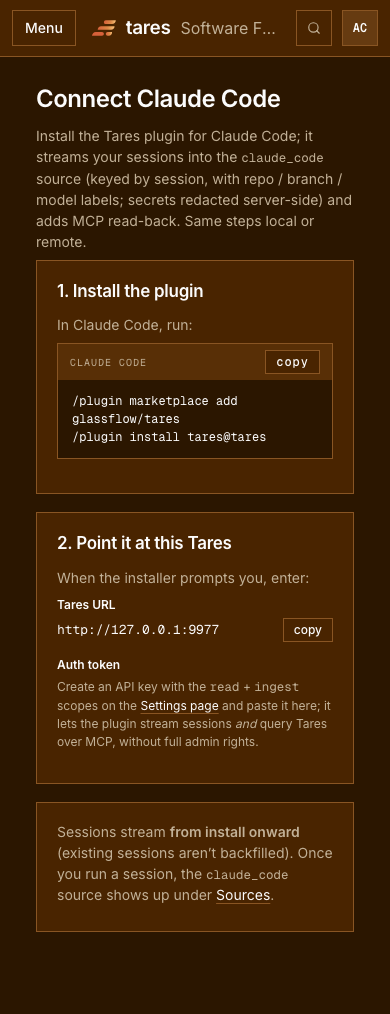 Menu
tares Software F...
AC
Connect Claude Code
Install the Tares plugin for Claude Code; it
streams your sessions into the claude_code
source (keyed by session, with repo / branch /
model labels; secrets redacted server-side) and
adds MCP read-back. Same steps local or
remote.
1. Install the plugin
In Claude Code, run:
CLAUDE CODE
copy
/plugin marketplace add
glassflow/tares
/plugin install tares@tares
2. Point it at this Tares
When the installer prompts you, enter:
Tares URL
http://127.0.0.1:9977
copy
Auth token
Create an API key with the read + ingest
scopes on the Settings page and paste it here; it
lets the plugin stream sessions and query Tares
over MCP, without full admin rights.
Sessions stream from install onward
(existing sessions aren’t backfilled). Once
you run a session, the claude_code
source shows up under Sources.